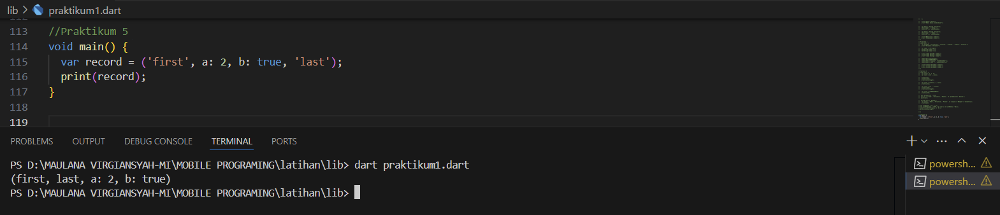 lib > praktikum1.dart
113 //Praktikum 5
114 void main() {
115 var record = ('first', a: 2, b: true, 'last');
116 print(record);
117 }
118
119
PROBLEMS OUTPUT DEBUG CONSOLE TERMINAL PORTS
PS D:\MAULANA VIRGIANSYAH-MI\MOBILE PROGRAMING\latihan\lib> dart praktikum1.dart
(first, last, a: 2, b: true)
PS D:\MAULANA VIRGIANSYAH-MI\MOBILE PROGRAMING\latihan\lib>
powersh...
powersh...